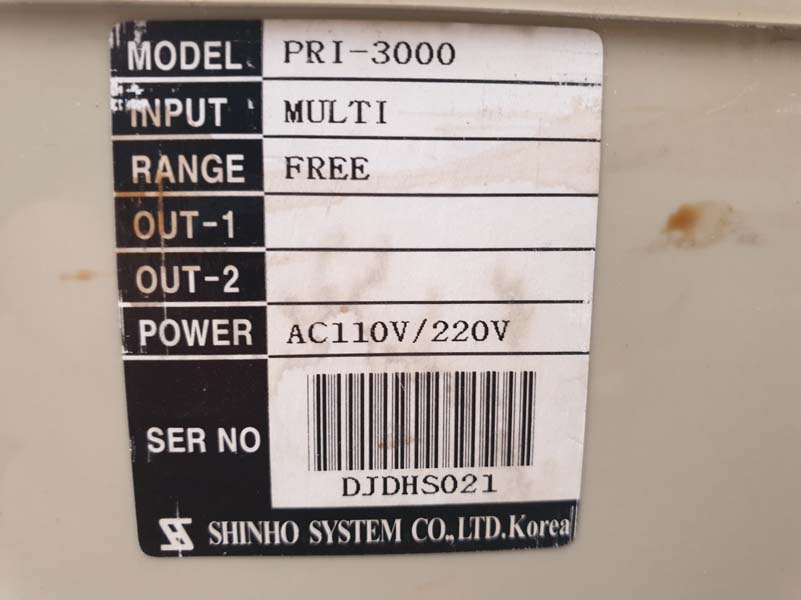 MODEL PRI-3000
INPUT MULTI
RANGE FREE
OUT-1
OUT-2
POWER AC110V/220V
SER NO
DJDHS021
SHINHO SYSTEM CO.,LTD.Korea